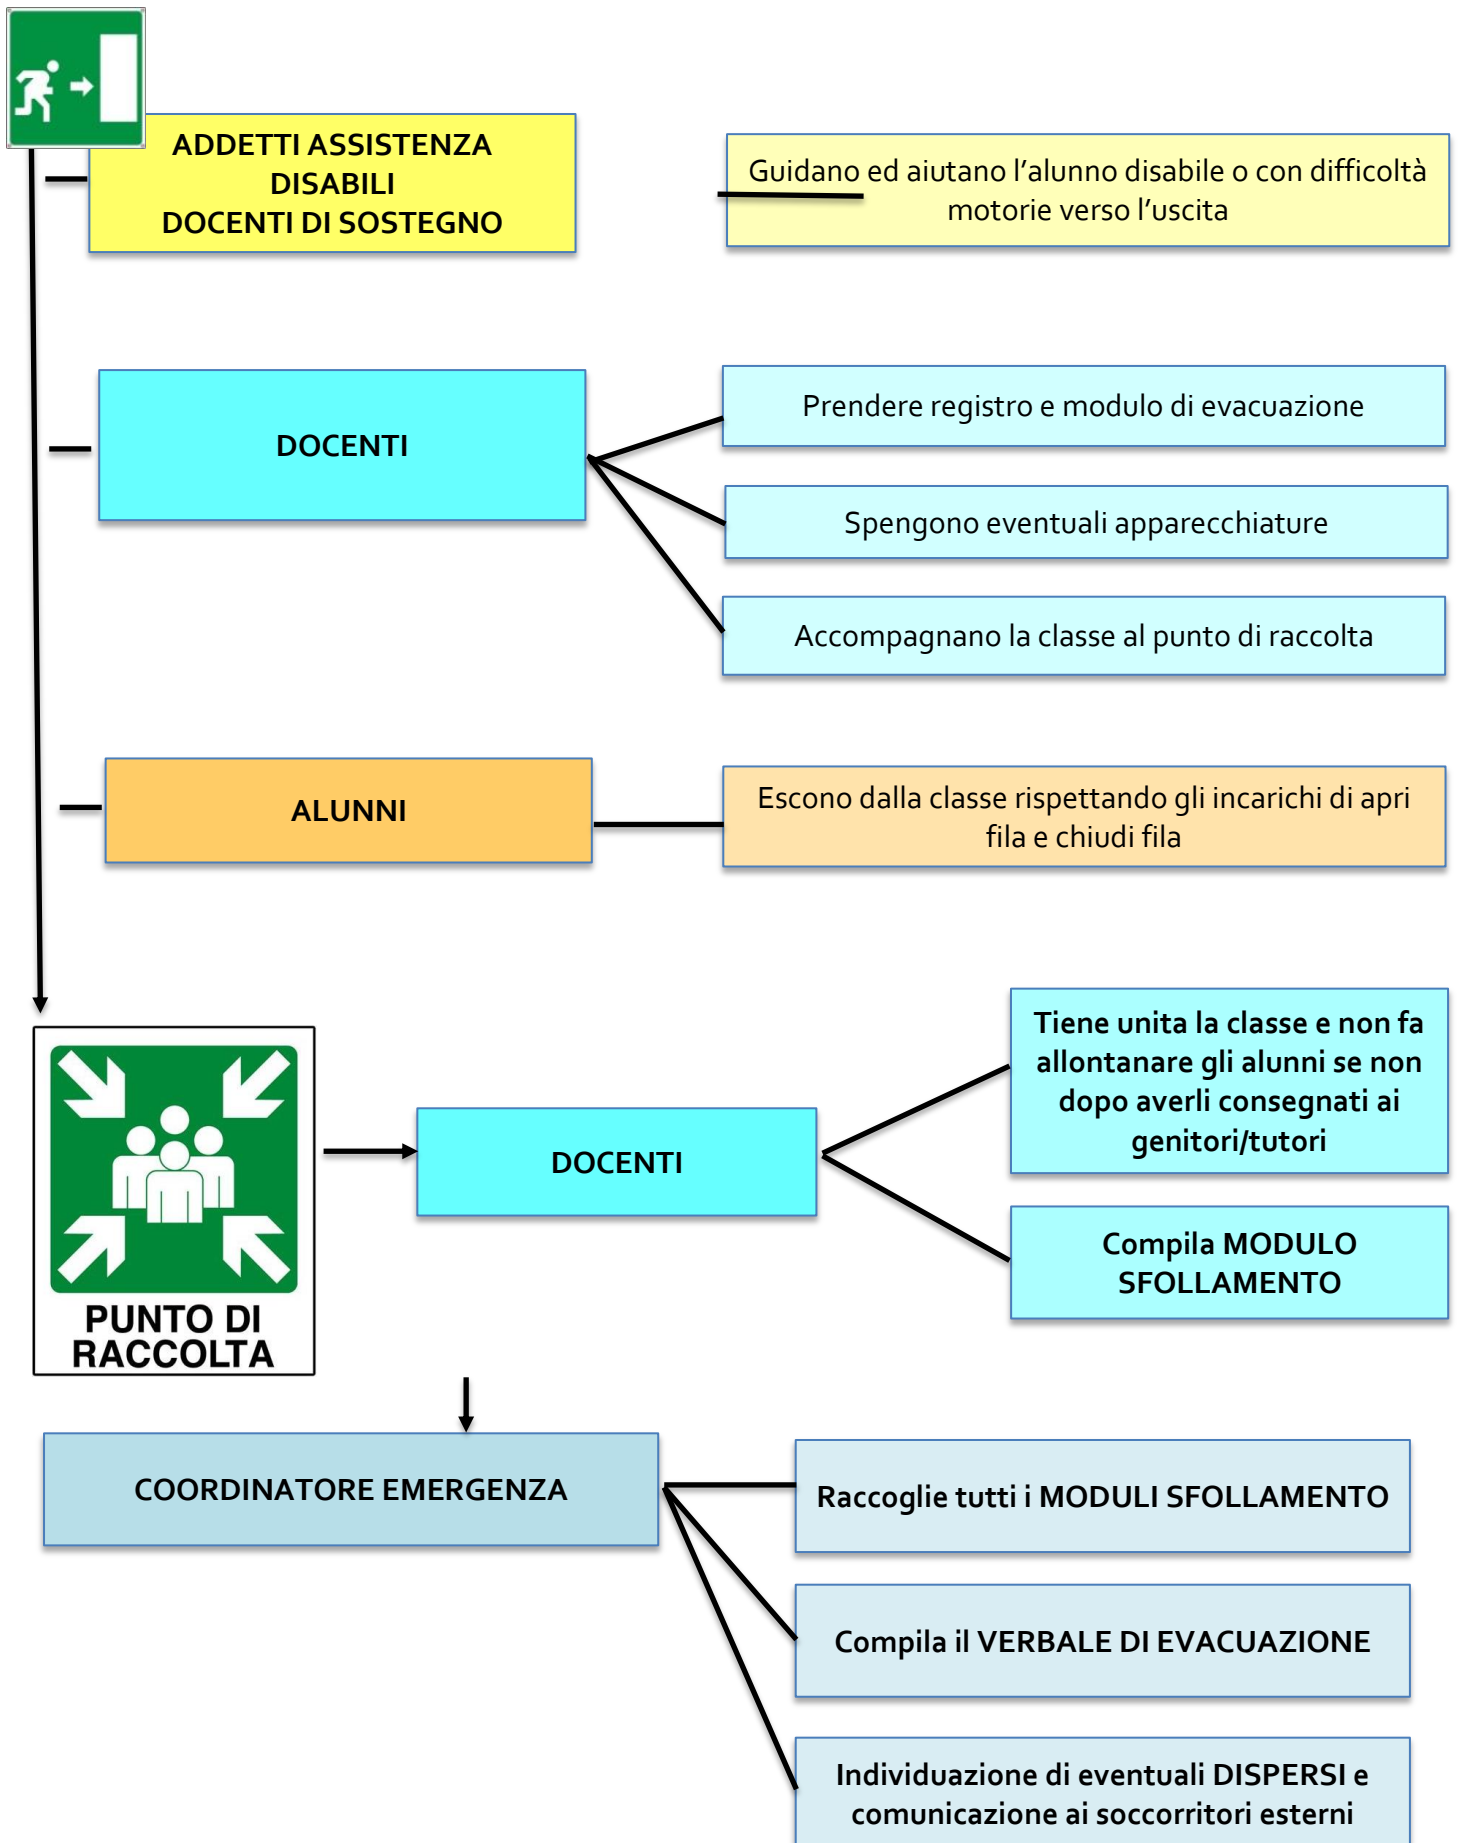 ADDETTI ASSISTENZA
DISABILI
DOCENTI DI SOSTEGNO
Guidano ed aiutano l’alunno disabile o con difficoltà
motorie verso l’uscita
DOCENTI
Prendere registro e modulo di evacuazione
Spengono eventuali apparecchiature
Accompagnano la classe al punto di raccolta
ALUNNI
Escono dalla classe rispettando gli incarichi di apri
fila e chiudi fila
PUNTO DI
RACCOLTA
DOCENTI
Tiene unita la classe e non fa
allontanare gli alunni se non
dopo averli consegnati ai
genitori/tutori
Compila MODULO
SFOLLAMENTO
COORDINATORE EMERGENZA
Raccoglie tutti i MODULI SFOLLAMENTO
Compila il VERBALE DI EVACUAZIONE
Individuazione di eventuali DISPERSI e
comunicazione ai soccorritori esterni